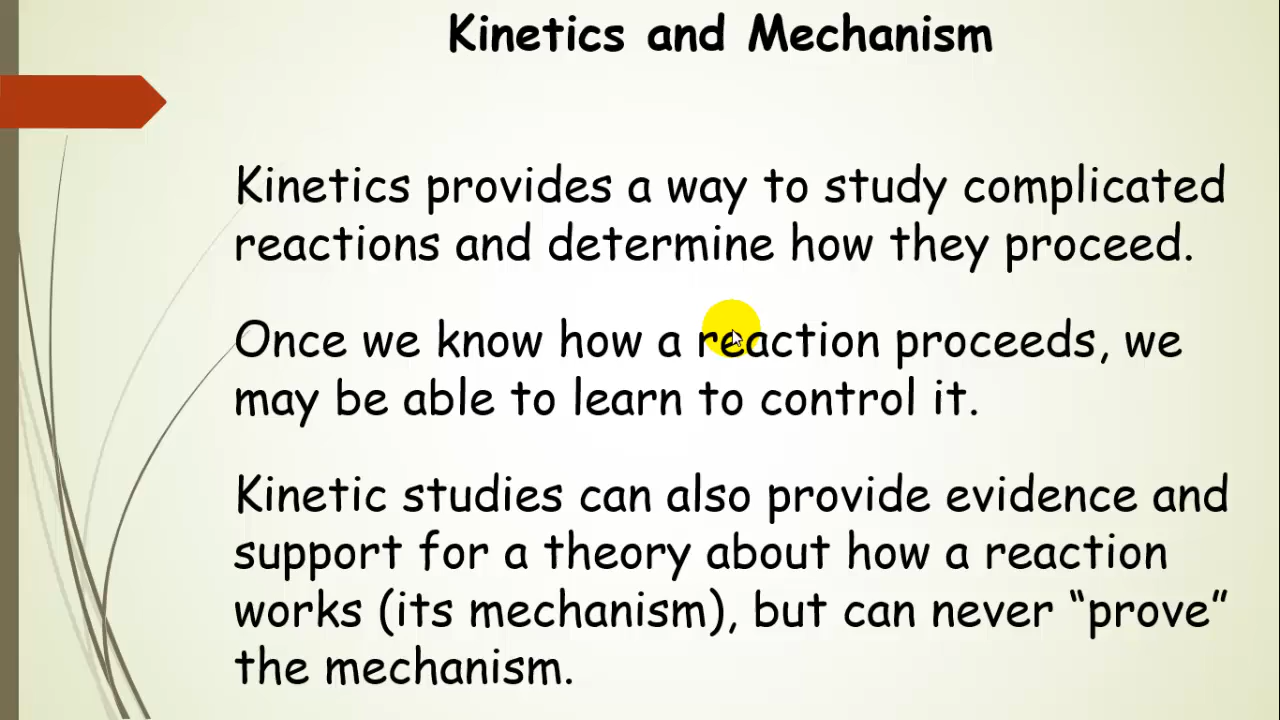 Kinetics and Mechanism
Kinetics provides a way to study complicated
reactions and determine how they proceed.
Once we know how a reaction proceeds, we
may be able to learn to control it.
Kinetic studies can also provide evidence and
support for a theory about how a reaction
works (its mechanism), but can never “prove”
the mechanism.